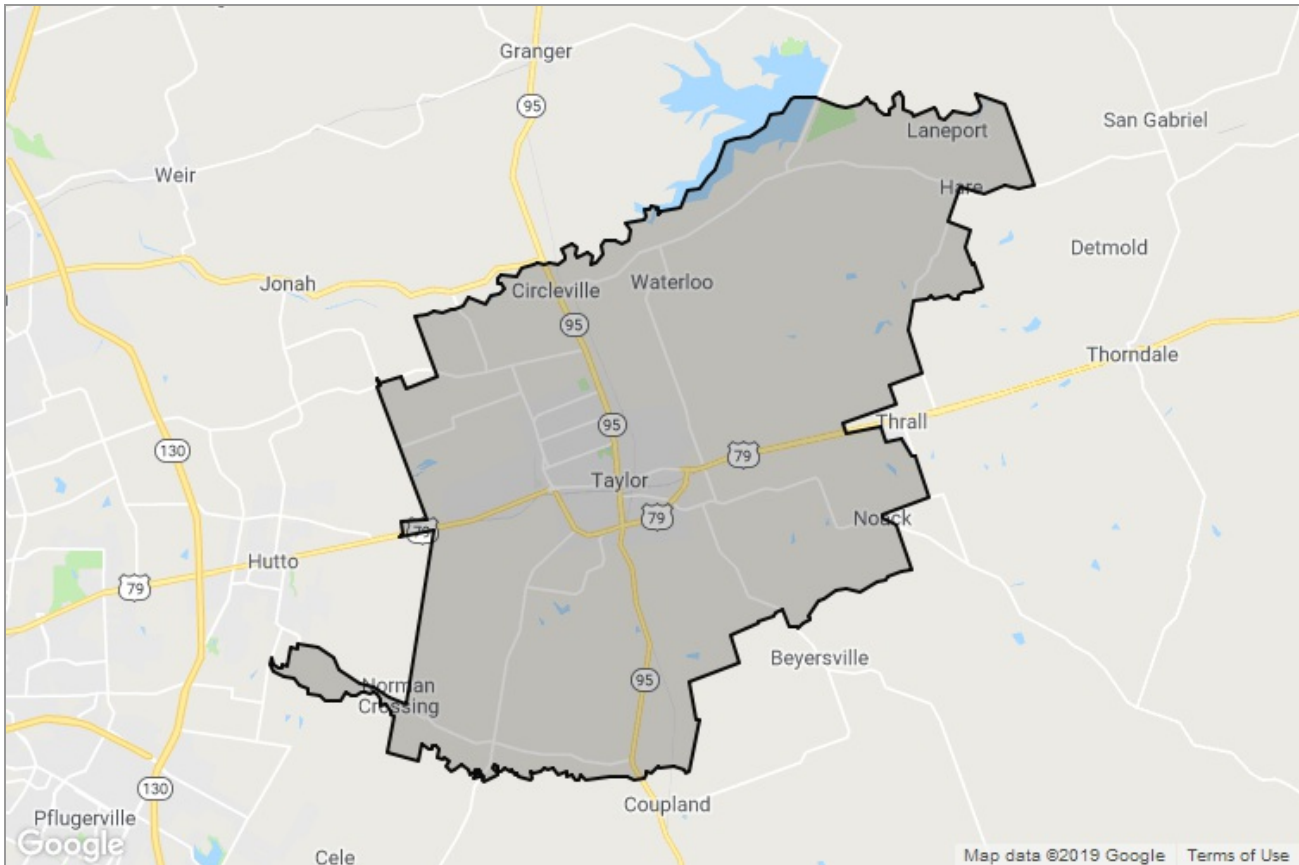 Granger
95
Laneport
San Gabriel
Weir
Hare
Detmold
Jonah
Waterloo
Circleville
95
Thorndale
95
Thrall
130
79
Taylor
79
Noack
79
Hutto
79
Beyersville
95
Norman
Crossing
130
Coupland
Pflugerville
Google
Cele
Map data ©2019 Google
Terms of Use